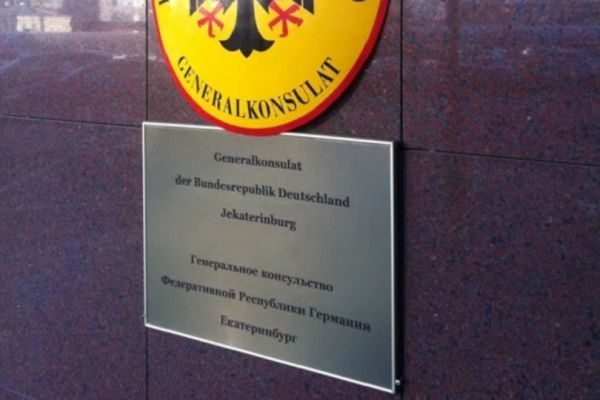 GENERALKONSULAT
Generalkonsulat
der Bundesrepublik Deutschland
Jekaterinburg
Генеральное консульство
Федеративной Республики Германия
Екатеринбург